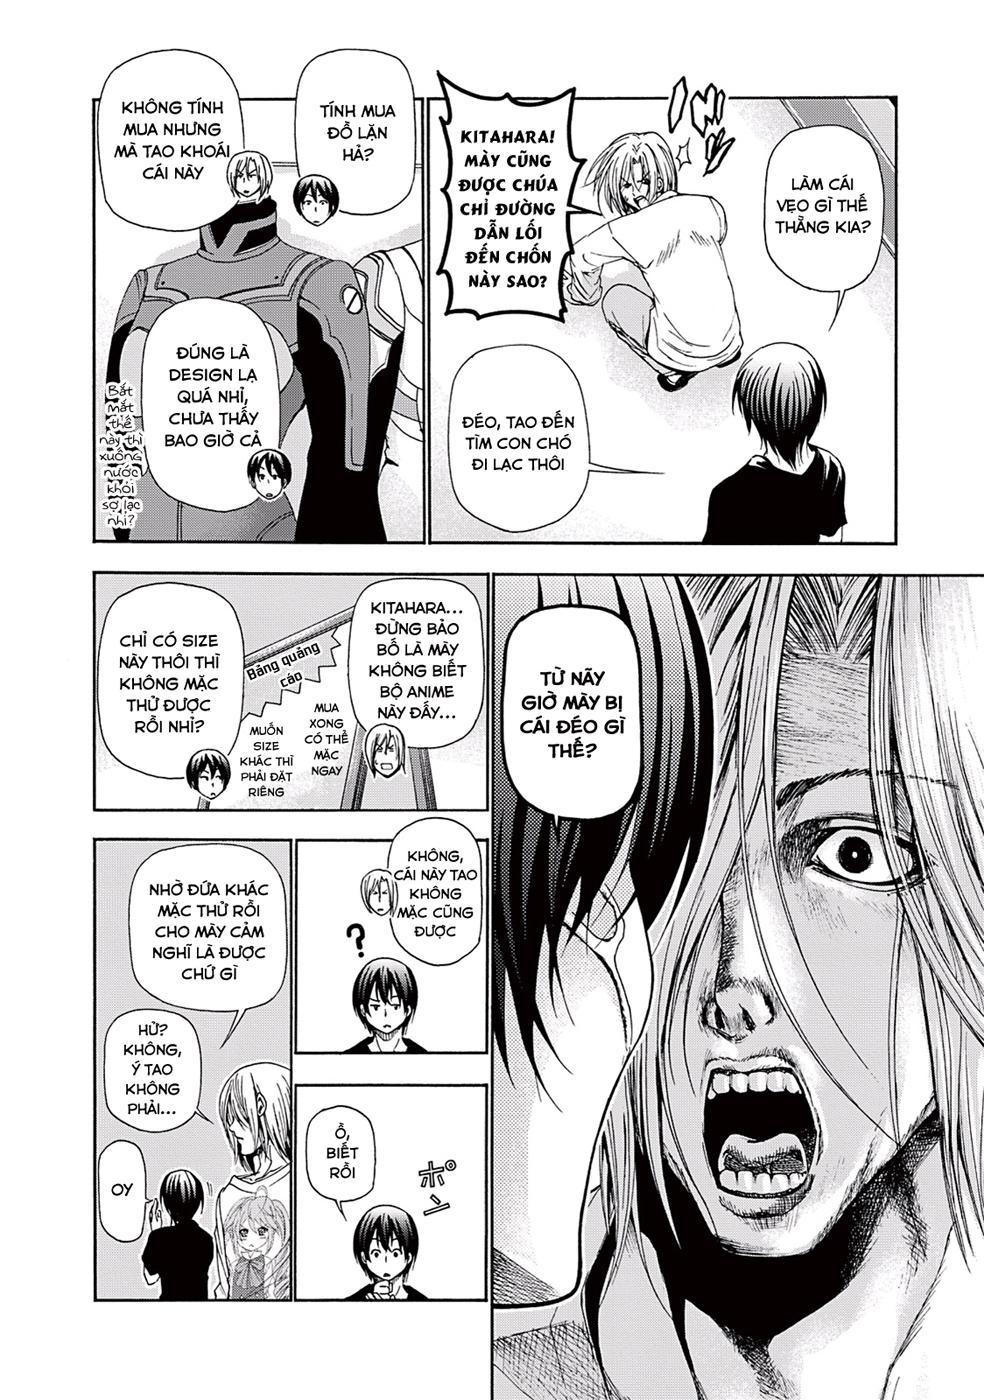 LÀM CÁI
VẸO GÌ THẾ
THẰNG KIA?
KITAHARA!
MÀY CŨNG
ĐƯỢC CHÚA
CHỈ ĐƯỜNG
DẪN LỐI
ĐẾN CHỐN
NÀY SAO?
ĐÉO, TAO ĐẾN
TÌM CON CHÓ
ĐI LẠC THÔI
TÍNH MUA
ĐỒ LẶN
HẢ?
KHÔNG TÍNH
MUA NHƯNG
MÀ TAO KHOÁI
CÁI NÀY
ĐÚNG LÀ
DESIGN LẠ
QUÁ NHỈ,
CHƯA THẤY
BAO GIỜ CẢ
Bắt
mắt
thế
này thì
xuống
nước
khỏi
sợ lạc
nhỉ?
TỪ NÃY
GIỜ MÀY BỊ
CÁI ĐÉO GÌ
THẾ?
KITAHARA...
ĐỪNG BẢO
BỐ LÀ MÀY
KHÔNG BIẾT
BỘ ANIME
NÀY ĐẤY...
Bảng quảng
cáo
MUA
XONG
CÓ THỂ
MẶC
NGAY
MUỐN
SIZE
KHÁC THÌ
PHẢI ĐẶT
RIÊNG
CHỈ CÓ SIZE
NÀY THÔI THÌ
KHÔNG MẶC
THỬ ĐƯỢC
RỒI NHỈ?
KHÔNG,
CÁI NÀY TAO
KHÔNG
MẶC CŨNG
ĐƯỢC
?
Ồ,
BIẾT
RỒI
ポ°
ン
NHỜ ĐỨA KHÁC
MẶC THỬ RỒI
CHO MÀY CẢM
NGHĨ LÀ ĐƯỢC
CHỨ GÌ
HỬ?
KHÔNG,
Ý TAO
KHÔNG
PHẢI...
OY